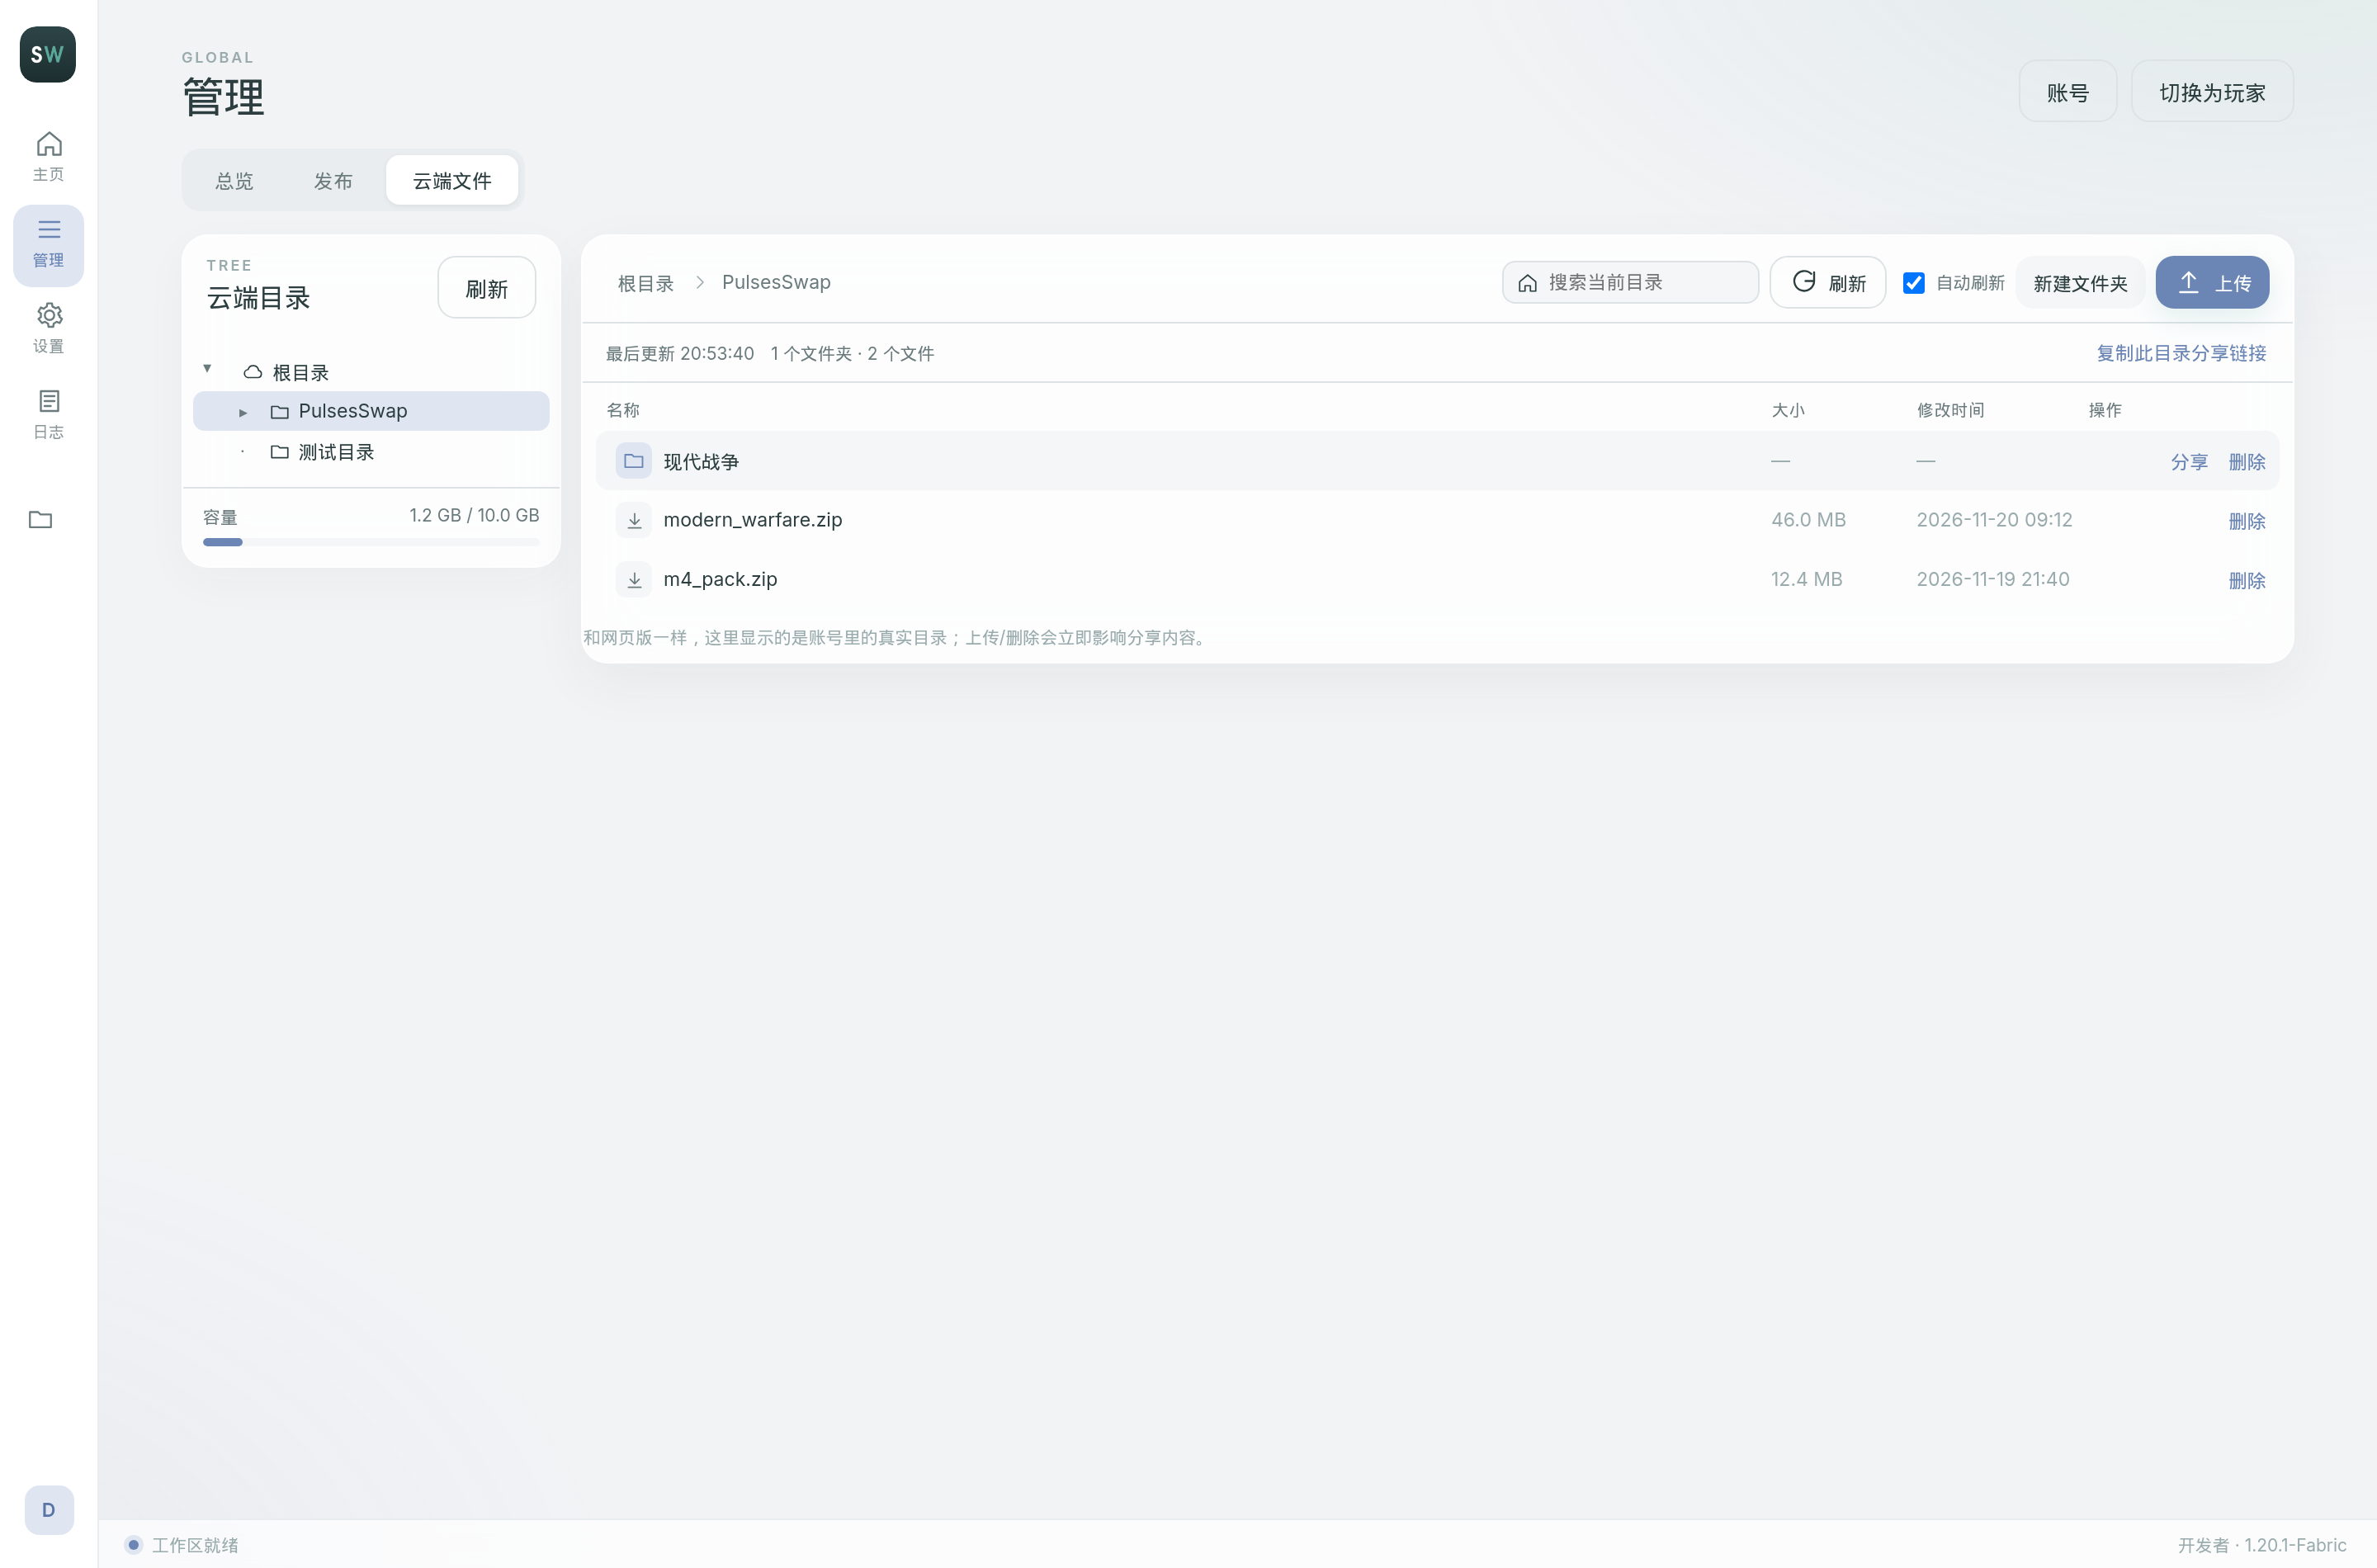 SW
主页
管理
设置
日志
D
GLOBAL
管理
账号
切换为玩家
总览
发布
云端文件
TREE
云端目录
刷新
根目录
PulsesSwap
测试目录
容量
1.2 GB / 10.0 GB
根目录 PulsesSwap
搜索当前目录
刷新
自动刷新
新建文件夹
上传
最后更新 20:53:40 1 个文件夹 · 2 个文件
复制此目录分享链接
名称 大小 修改时间 操作
现代战争 — — 分享 删除
modern_warfare.zip 46.0 MB 2026-11-20 09:12 删除
m4_pack.zip 12.4 MB 2026-11-19 21:40 删除
和网页版一样，这里显示的是账号里的真实目录；上传/删除会立即影响分享内容。
工作区就绪
开发者 · 1.20.1-Fabric